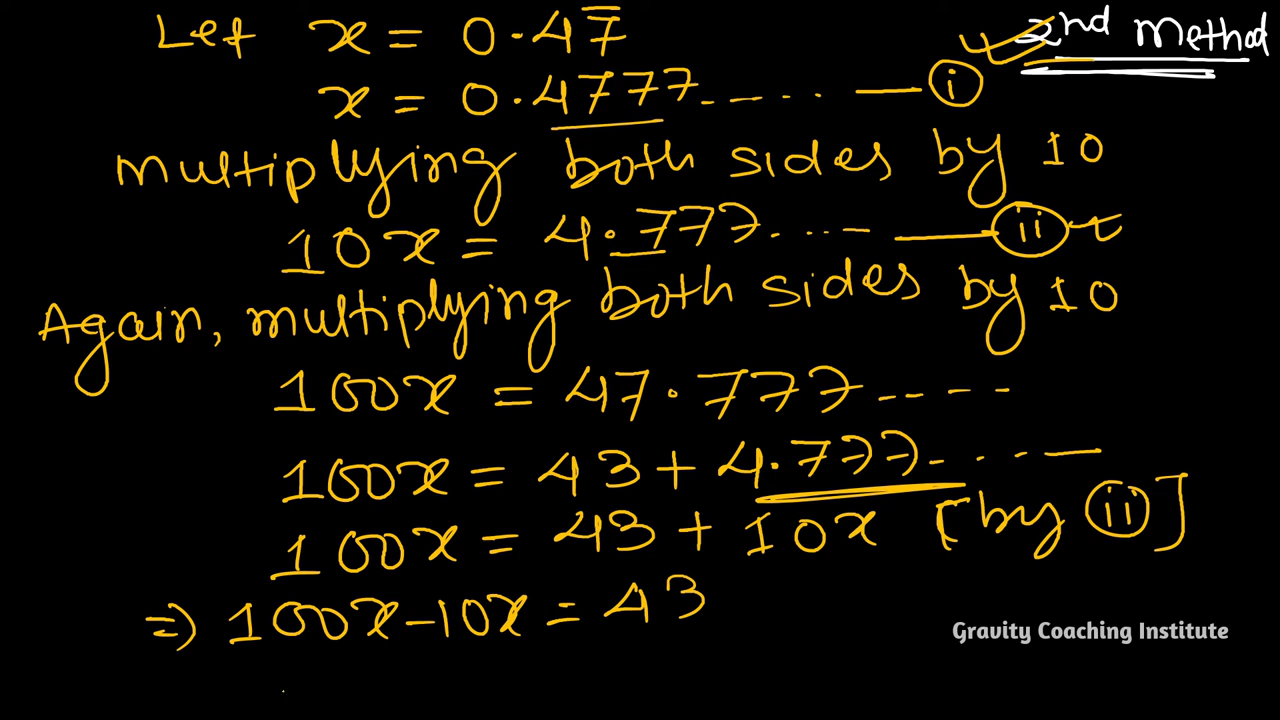 Let x = 0.47̅
2nd Method
x = 0.4777...... — (i)
Multiplying both sides by 10
10x = 4.777..... — (ii)
Again, multiplying both sides by 10
100x = 47.777....
100x = 43 + 4.777.....
100x = 43 + 10x [by (ii)]
⇒ 100x - 10x = 43
Gravity Coaching Institute